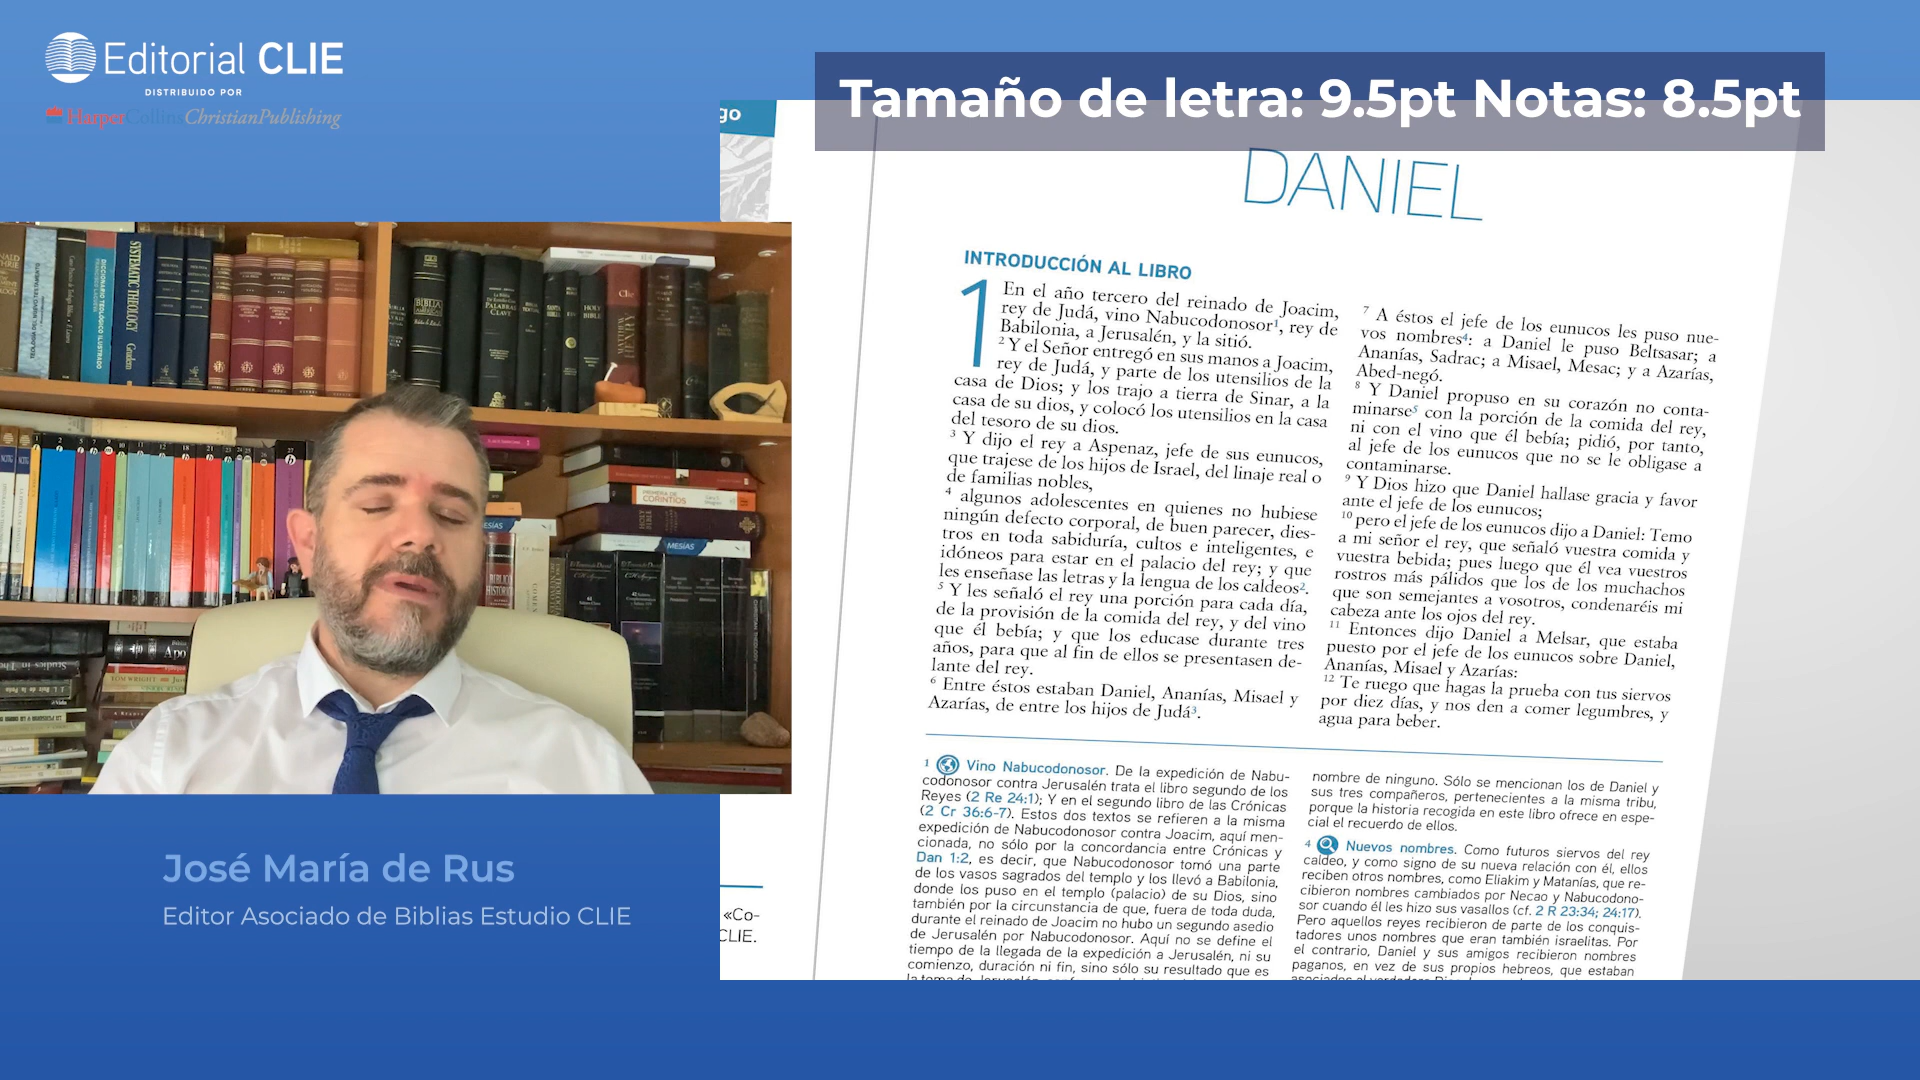 Editorial CLIE
DISTRIBUIDO POR
HarperCollins ChristianPublishing
Tamaño de letra: 9.5pt Notas: 8.5pt
go
DANIEL
INTRODUCCIÓN AL LIBRO
1 En el año tercero del reinado de Joacim,
rey de Judá, vino Nabucodonosor¹, rey de
Babilonia, a Jerusalén, y la sitió.
² Y el Señor entregó en sus manos a Joacim,
rey de Judá, y parte de los utensilios de la
casa de Dios; y los trajo a tierra de Sinar, a la
casa de su dios, y colocó los utensilios en la casa
del tesoro de su dios.
³ Y dijo el rey a Aspenaz, jefe de sus eunucos,
que trajese de los hijos de Israel, del linaje real o
de familias nobles,
⁴ algunos adolescentes en quienes no hubiese
ningún defecto corporal, de buen parecer, dies-
tros en toda sabiduría, cultos e inteligentes, e
idóneos para estar en el palacio del rey; y que
les enseñase las letras y la lengua de los caldeos².
⁵ Y les señaló el rey una porción para cada día,
de la provisión de la comida del rey, y del vino
que él bebía; y que los educase durante tres
años, para que al fin de ellos se presentasen de-
lante del rey.
⁶ Entre éstos estaban Daniel, Ananías, Misael y
Azarías, de entre los hijos de Judá³.
⁷ A éstos el jefe de los eunucos les puso nue-
vos nombres⁴: a Daniel le puso Beltsasar; a
Ananías, Sadrac; a Misael, Mesac; y a Azarías,
Abed-negó.
⁸ Y Daniel propuso en su corazón no conta-
minarse⁵ con la porción de la comida del rey,
ni con el vino que él bebía; pidió, por tanto,
al jefe de los eunucos que no se le obligase a
contaminarse.
⁹ Y Dios hizo que Daniel hallase gracia y favor
ante el jefe de los eunucos;
¹⁰ pero el jefe de los eunucos dijo a Daniel: Temo
a mi señor el rey, que señaló vuestra comida y
vuestra bebida; pues luego que él vea vuestros
rostros más pálidos que los de los muchachos
que son semejantes a vosotros, condenaréis mi
cabeza ante los ojos del rey.
¹¹ Entonces dijo Daniel a Melsar, que estaba
puesto por el jefe de los eunucos sobre Daniel,
Ananías, Misael y Azarías:
¹² Te ruego que hagas la prueba con tus siervos
por diez días, y nos den a comer legumbres, y
agua para beber.
¹ Vino Nabucodonosor. De la expedición de Nabu-
codonosor contra Jerusalén trata el libro segundo de los
Reyes (2 Re 24:1); Y en el segundo libro de las Crónicas
(2 Cr 36:6-7). Estos dos textos se refieren a la misma
expedición de Nabucodonosor contra Joacim, aquí men-
cionada, no sólo por la concordancia entre Crónicas y
Dan 1:2, es decir, que Nabucodonosor tomó una parte
de los vasos sagrados del templo y los llevó a Babilonia,
donde los puso en el templo (palacio) de su Dios, sino
también por la circunstancia de que, fuera de toda duda,
durante el reinado de Joacim no hubo un segundo asedio
de Jerusalén por Nabucodonosor. Aquí no se define el
tiempo de la llegada de la expedición a Jerusalén, ni su
comienzo, duración ni fin, sino sólo su resultado que es
nombre de ninguno. Sólo se mencionan los de Daniel y
sus tres compañeros, pertenecientes a la misma tribu,
porque la historia recogida en este libro ofrece en espe-
cial el recuerdo de ellos.
⁴ Nuevos nombres. Como futuros siervos del rey
caldeo, y como signo de su nueva relación con él, ellos
reciben otros nombres, como Eliakim y Matanías, que re-
cibieron nombres cambiados por Necao y Nabucodono-
sor cuando él les hizo sus vasallos (cf. 2 R 23:34; 24:17).
Pero aquellos reyes recibieron de parte de los conquis-
tadores unos nombres que eran también israelitas. Por
el contrario, Daniel y sus amigos recibieron nombres
paganos, en vez de sus propios hebreos, que estaban
«Co-
CLIE.
SYSTEMATIC THEOLOGY
Grudem
DICCIONARIO TEOLÓGICO ILUSTRADO
BIBLIA
PALABRAS CLAVE
HOLY BIBLE
MATTHEW HENRY
Clie
PRIMERA DE CORINTIOS
MESÍAS
José María de Rus
Editor Asociado de Biblias Estudio CLIE